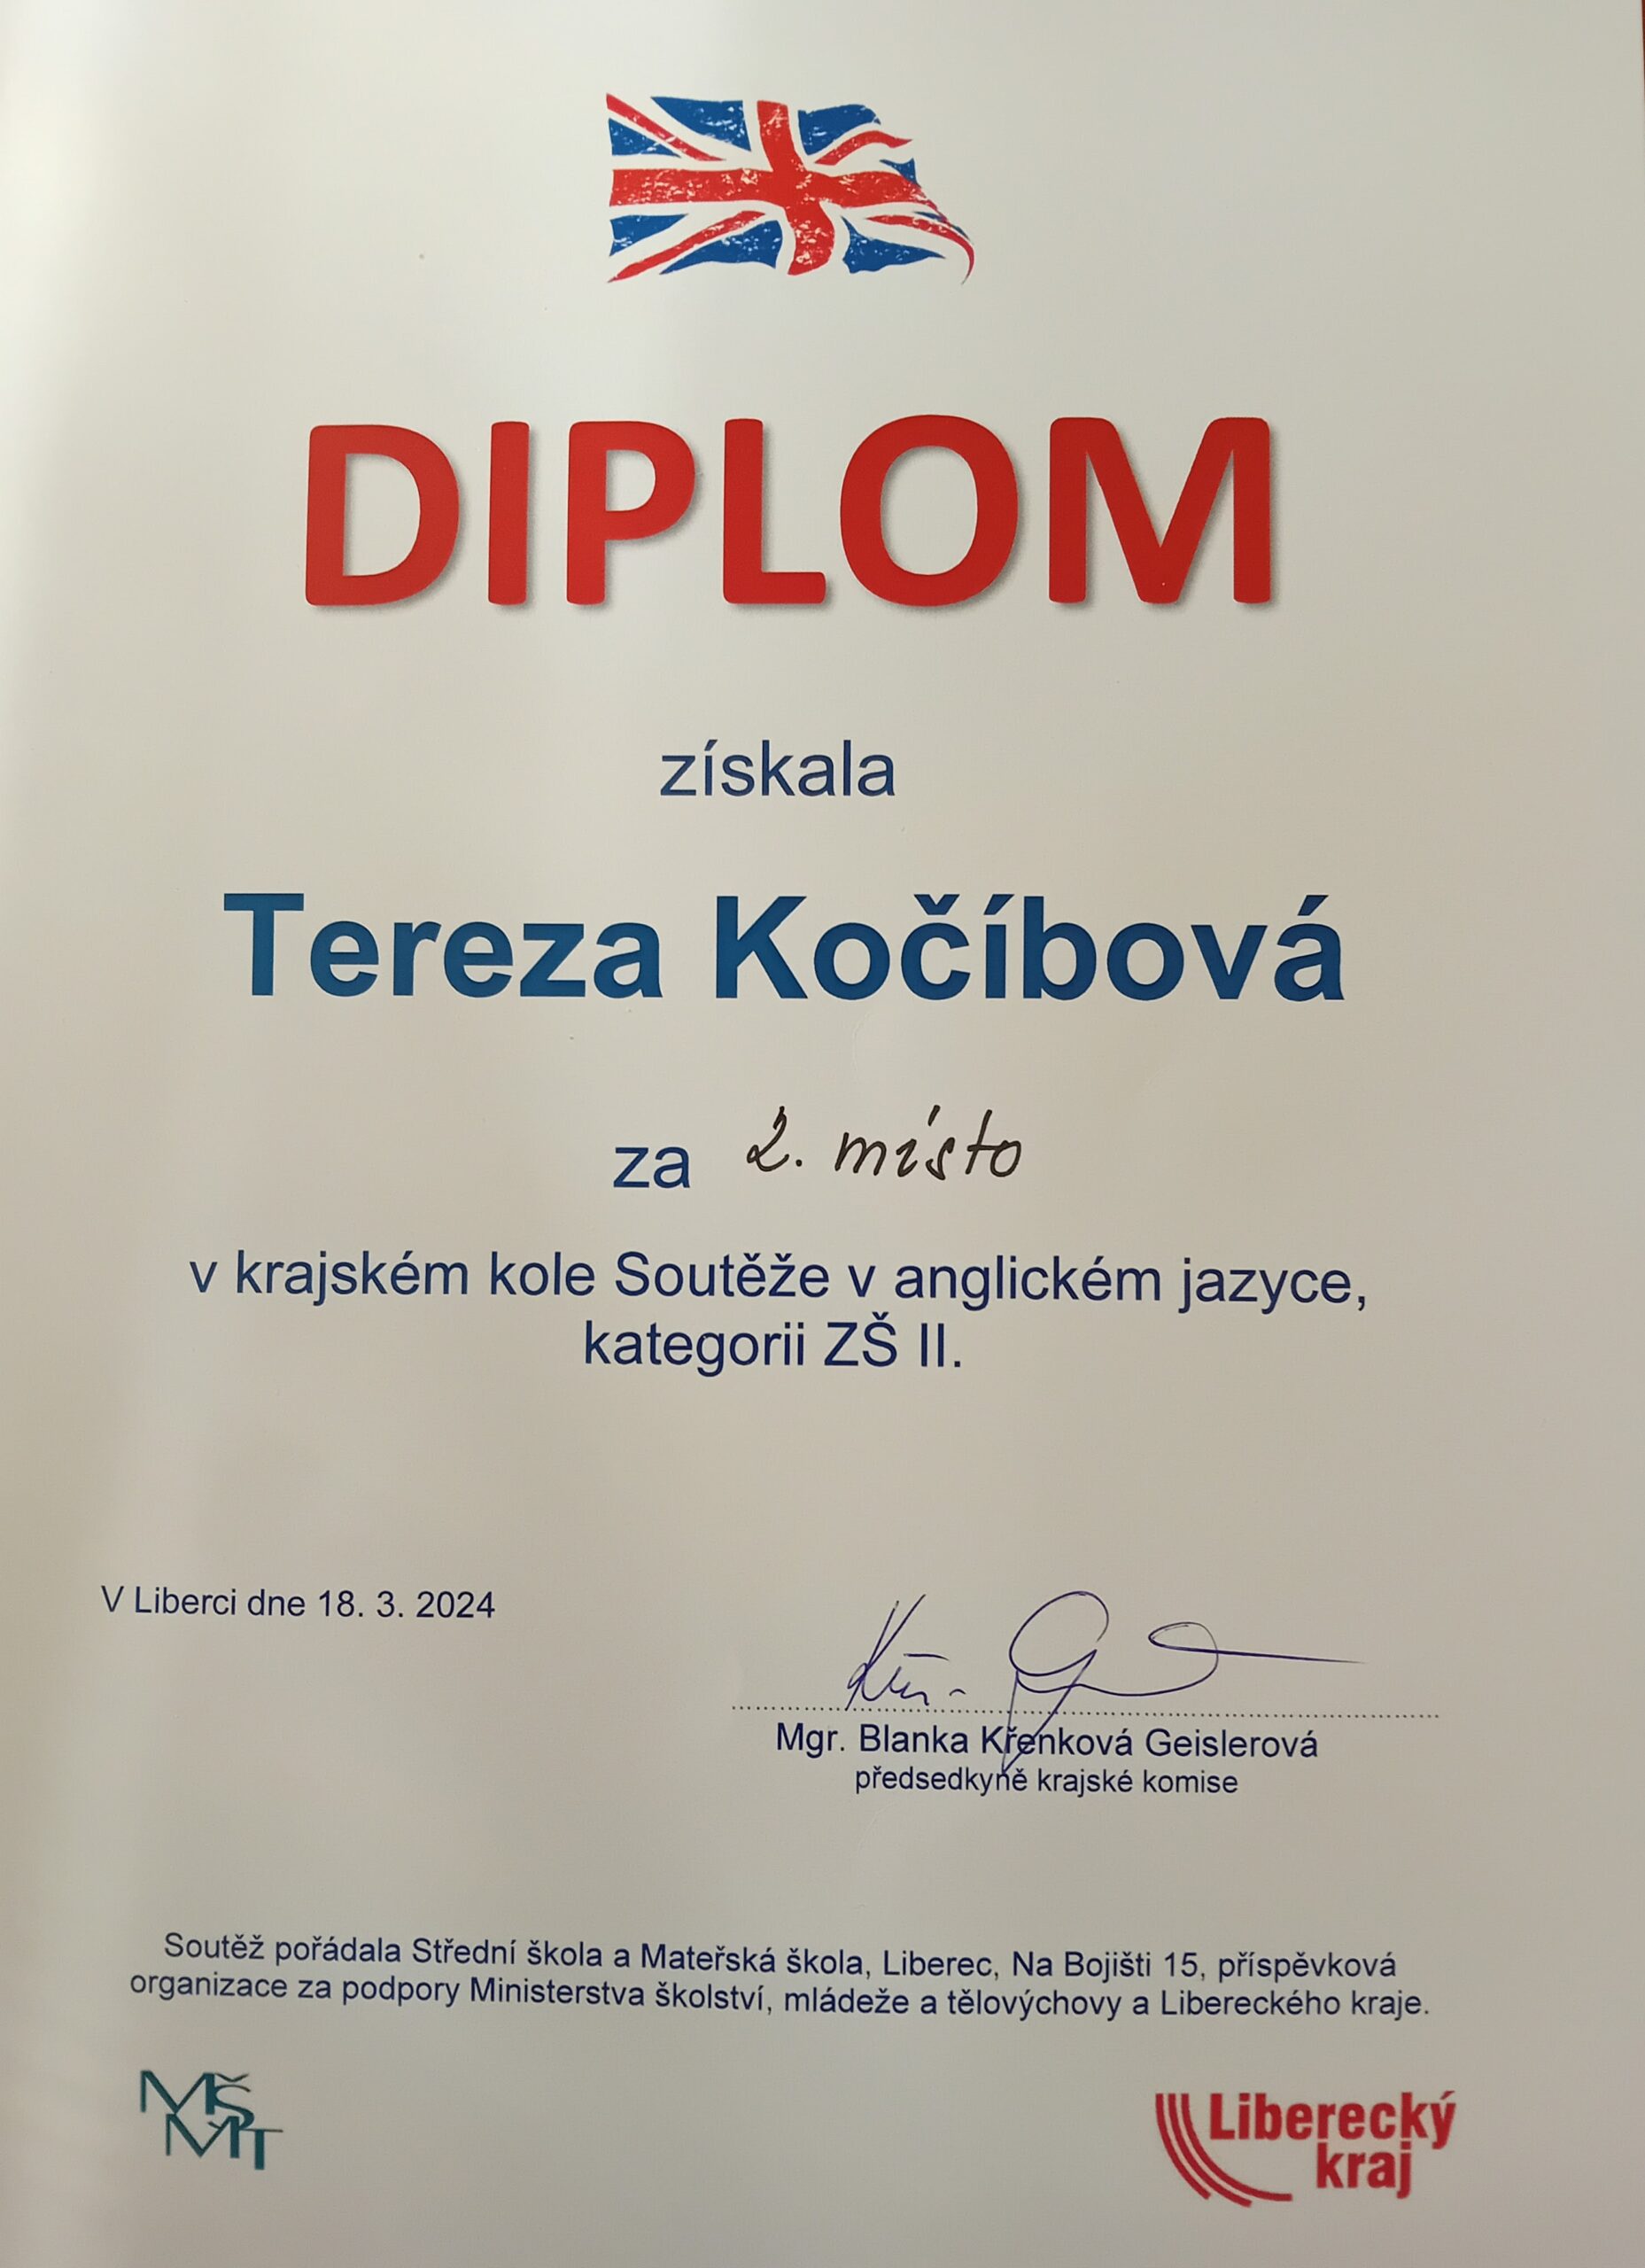 DIPLOM
získala
Tereza Kočíbová
za 2. místo
v krajském kole Soutěže v anglickém jazyce,
kategorii ZŠ II.
V Liberci dne 18. 3. 2024
Mgr. Blanka Křenková Geislerová
předsedkyně krajské komise
Soutěž pořádala Střední škola a Mateřská škola, Liberec, Na Bojišti 15, příspěvková
organizace za podpory Ministerstva školství, mládeže a tělovýchovy a Libereckého kraje.
MŠ
MT
Liberecký
kraj